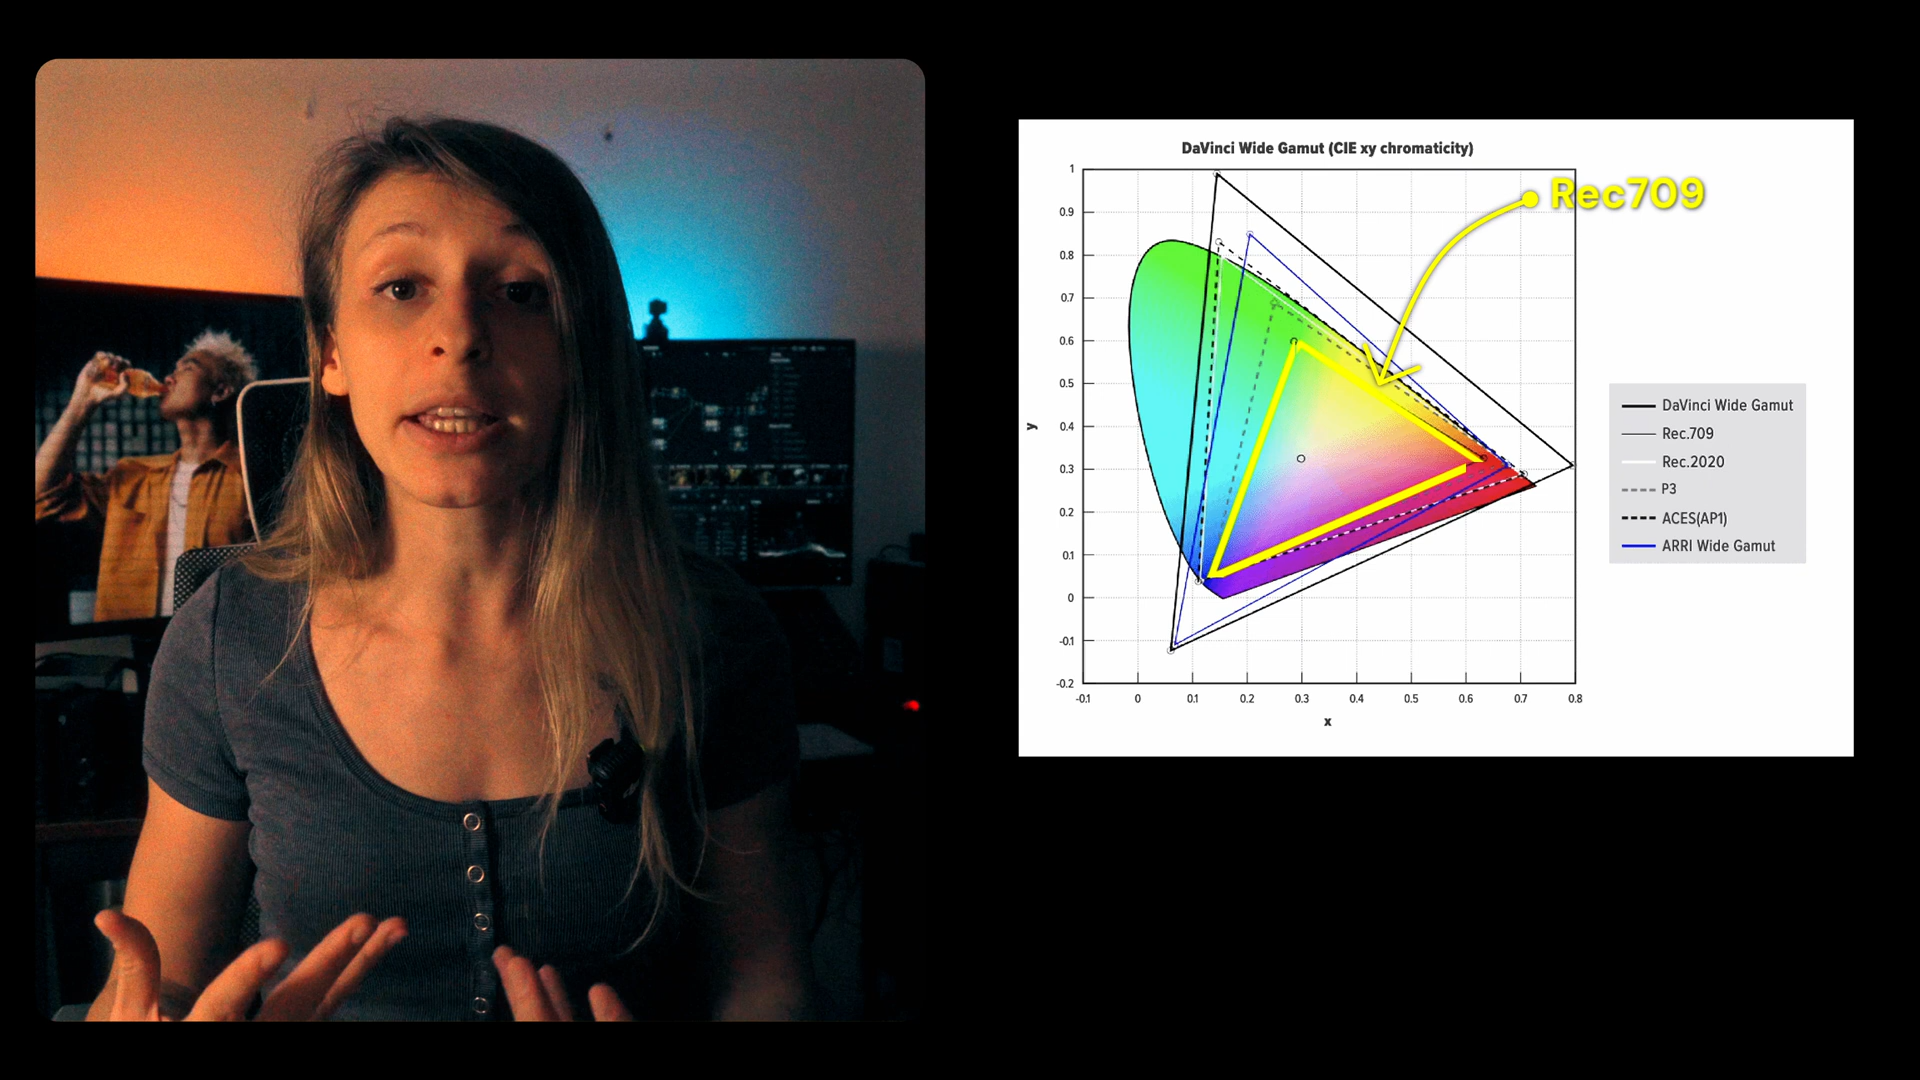 DaVinci Wide Gamut (CIE xy chromaticity)
Rec709
1
0.9
0.8
0.7
0.6
0.5
0.4
0.3
0.2
0.1
0
-0.1
-0.2
y
-0.1 0 0.1 0.2 0.3 0.4 0.5 0.6 0.7 0.8
x
DaVinci Wide Gamut
Rec.709
Rec.2020
P3
ACES(AP1)
ARRI Wide Gamut